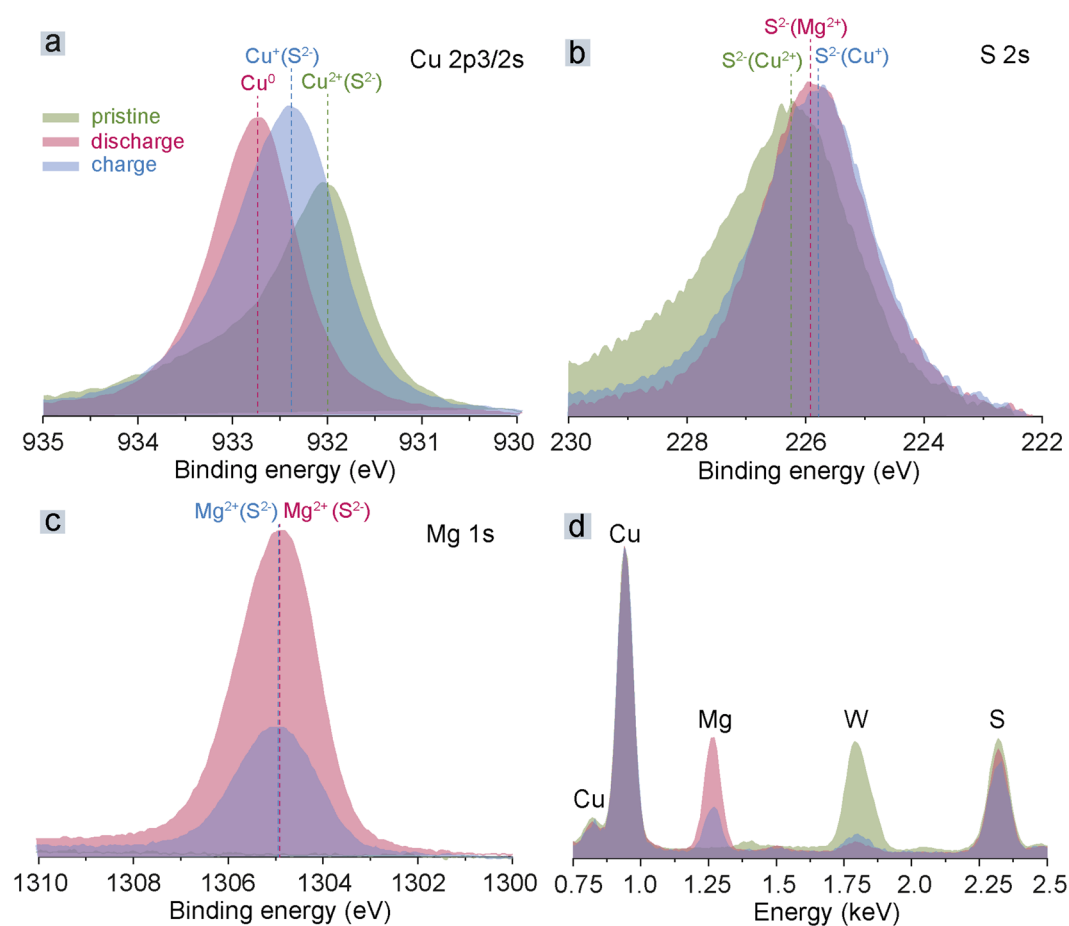 a
Cu 2p3/2s
Cu⁺(S²⁻)
Cu⁰
Cu²⁺(S²⁻)
pristine
discharge
charge
935
934
933
932
931
930
Binding energy (eV)
b
S 2s
S²⁻(Mg²⁺)
S²⁻(Cu²⁺)
S²⁻(Cu⁺)
230
228
226
224
222
Binding energy (eV)
c
Mg 1s
Mg²⁺(S²⁻)
Mg²⁺(S²⁻)
1310
1308
1306
1304
1302
1300
Binding energy (eV)
d
Cu
Mg
W
S
Cu
0.75
1.0
1.25
1.5
1.75
2.0
2.25
2.5
Energy (keV)